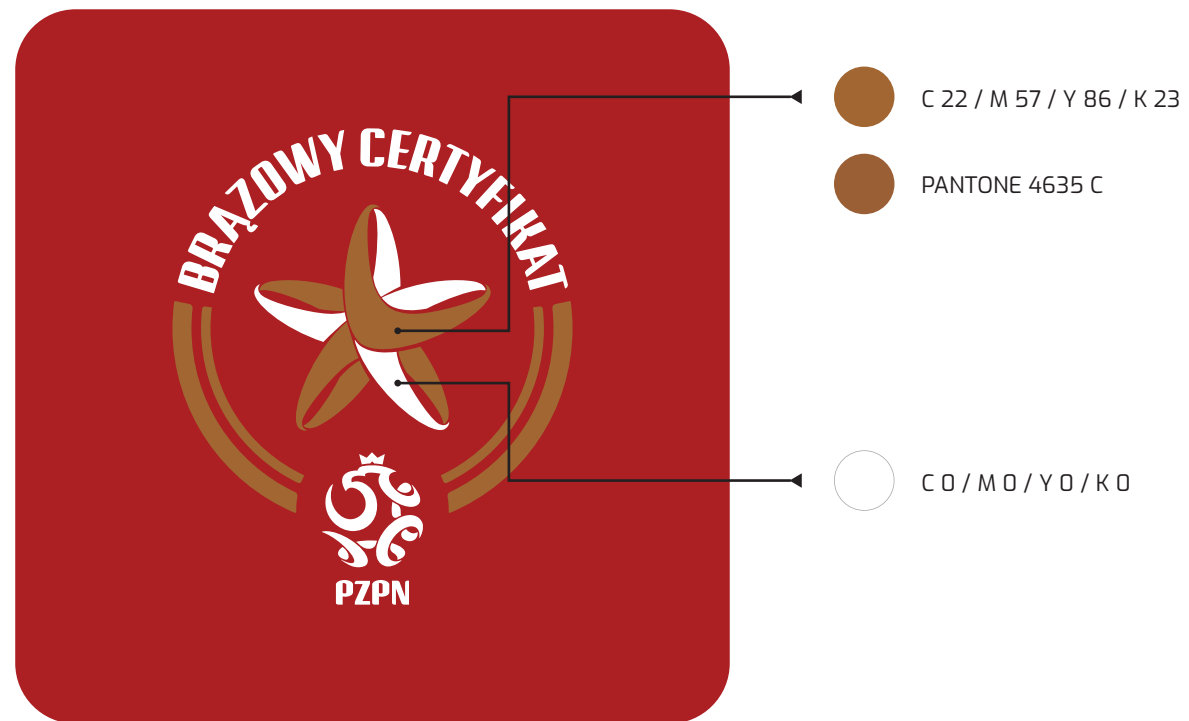 BRĄZOWY CERTYFIKAT
PZPN
C 22 / M 57 / Y 86 / K 23
PANTONE 4635 C
C 0 / M 0 / Y 0 / K 0